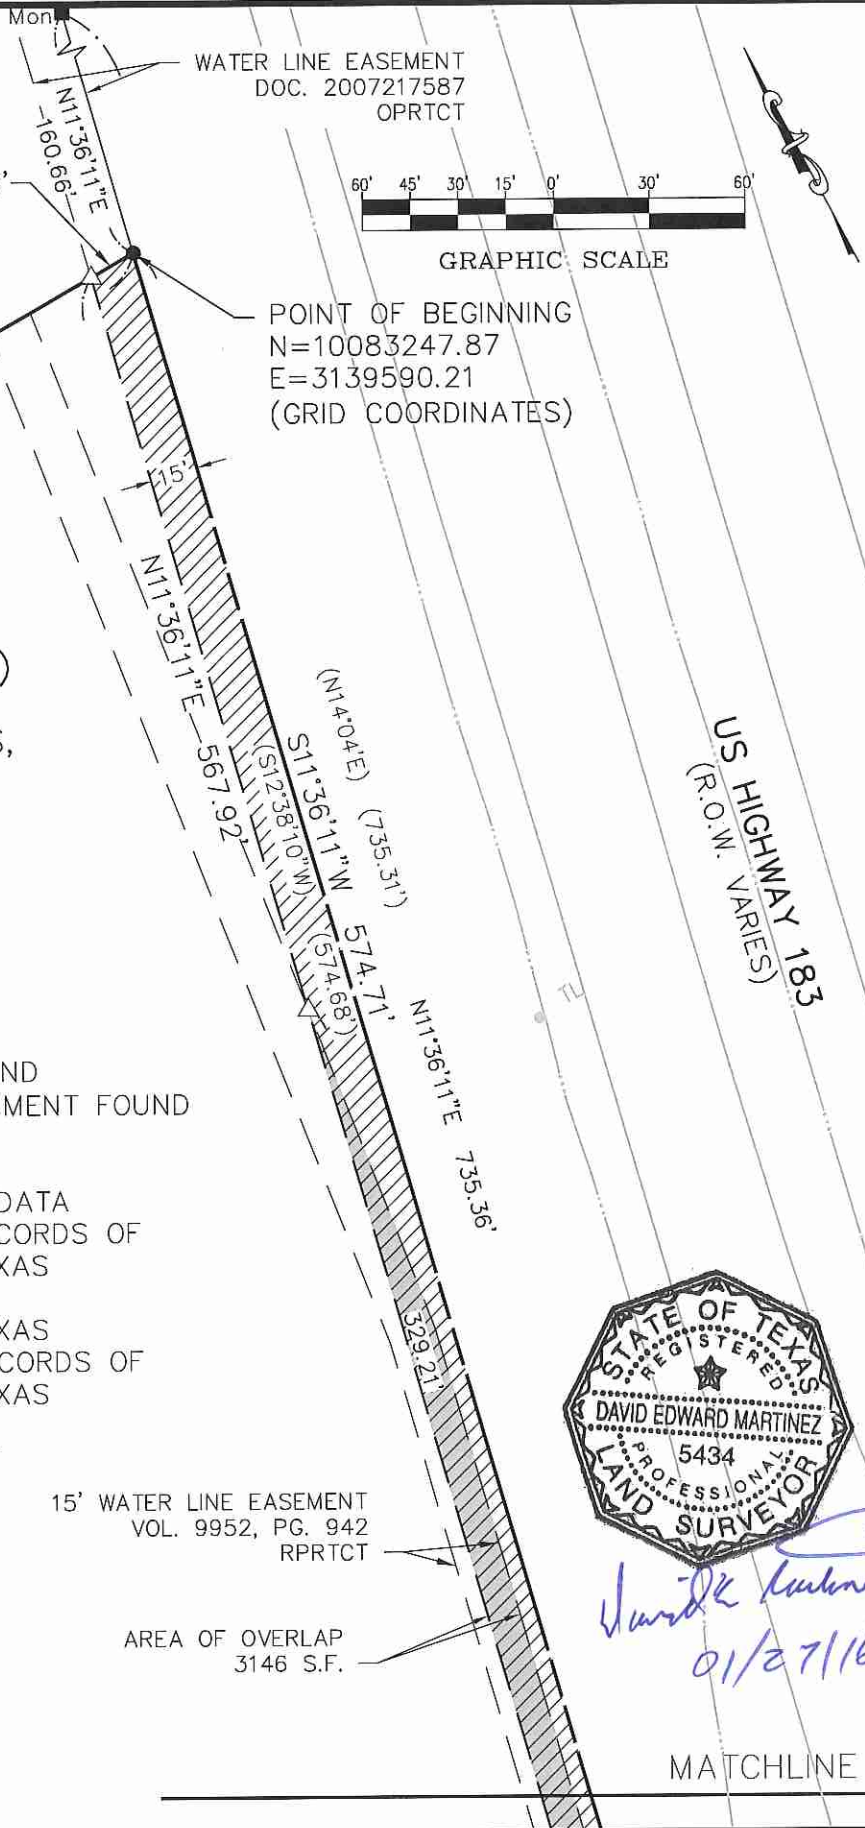 Mon
WATER LINE EASEMENT
DOC. 2007217587
OPRTCT
N11°36'11"E
-160.66'
60' 45' 30' 15' 0' 30' 60'
GRAPHIC SCALE
POINT OF BEGINNING
N=10083247.87
E=3139590.21
(GRID COORDINATES)
15'
N11°36'11"E 567.92'
(S12°38'10"W) (574.68')
S11°36'11"W 574.71'
(N14°04'E) (735.31')
N11°36'11"E 735.36'
US HIGHWAY 183
(R.O.W. VARIES)
TL
ND
MENT FOUND
DATA
CORDS OF
XAS
XAS
CORDS OF
XAS
329.21'
15' WATER LINE EASEMENT
VOL. 9952, PG. 942
RPRTCT
AREA OF OVERLAP
3146 S.F.
STATE OF TEXAS
REGISTERED
DAVID EDWARD MARTINEZ
5434
PROFESSIONAL
LAND SURVEYOR
01/27/16
MATCHLINE